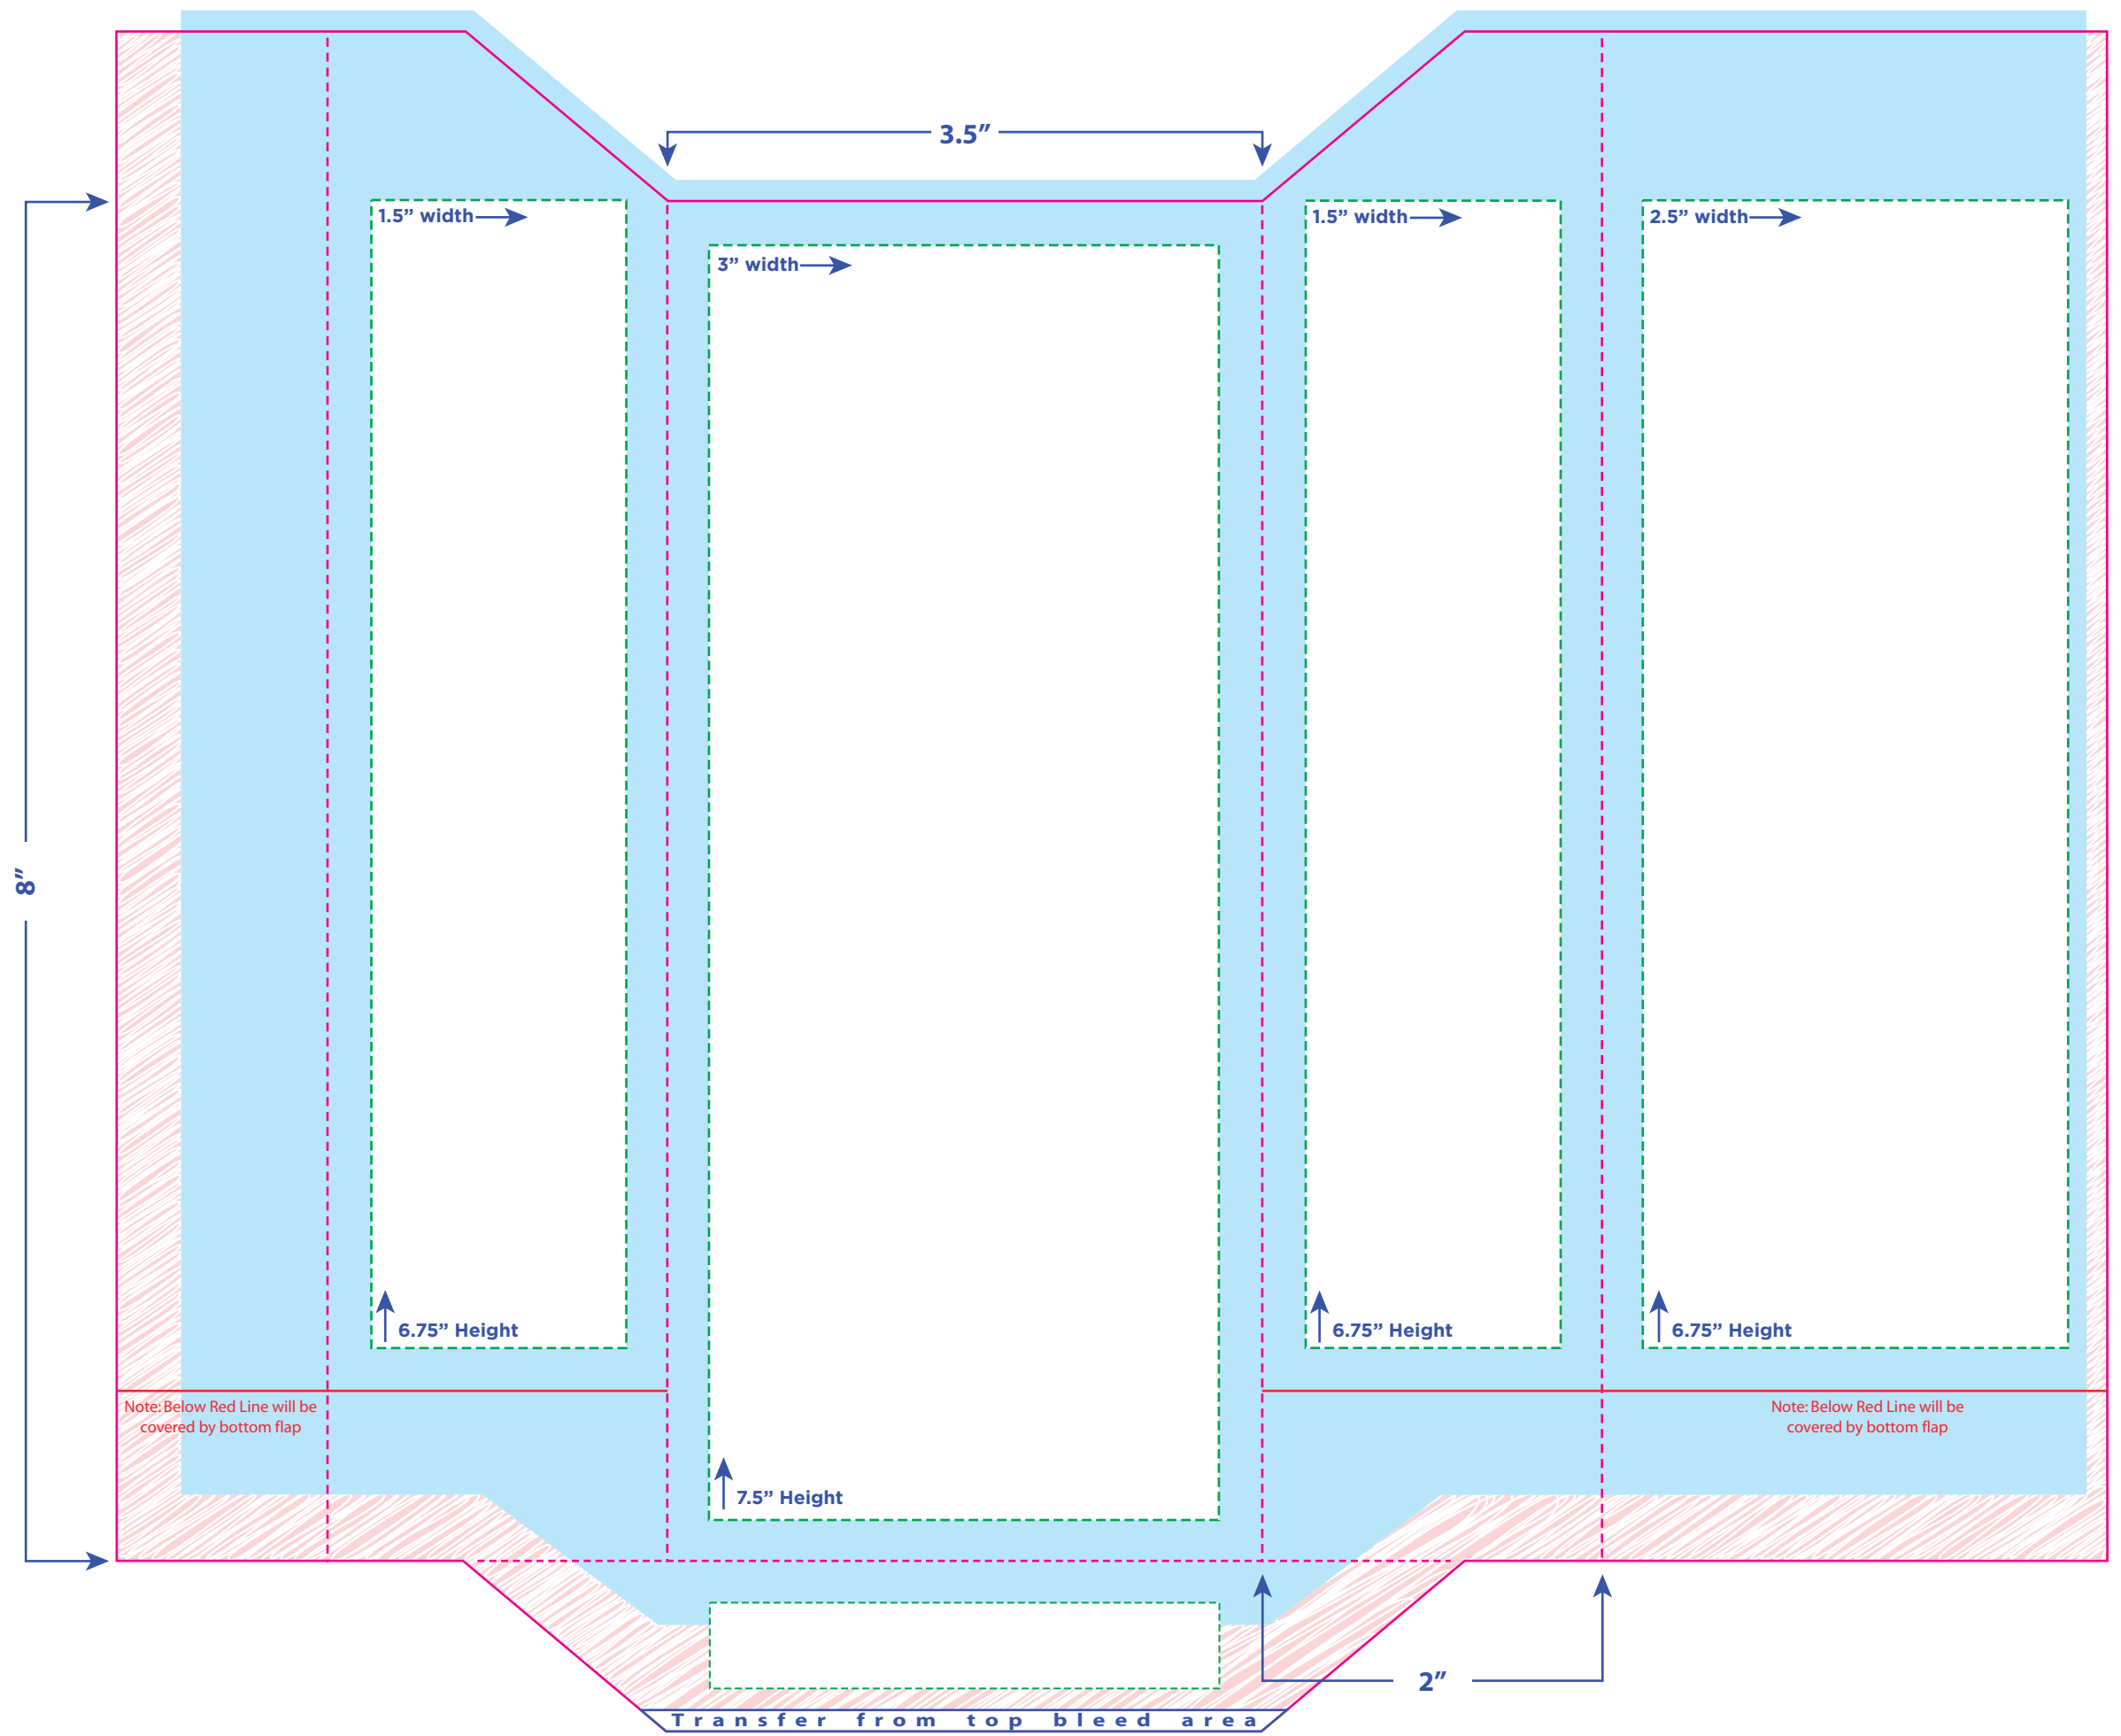 3.5”
1.5” width
1.5” width
2.5” width
3” width
8”
6.75” Height
6.75” Height
6.75” Height
Note: Below Red Line will be
covered by bottom flap
Note: Below Red Line will be
covered by bottom flap
7.5” Height
2”
Transfer from top bleed area